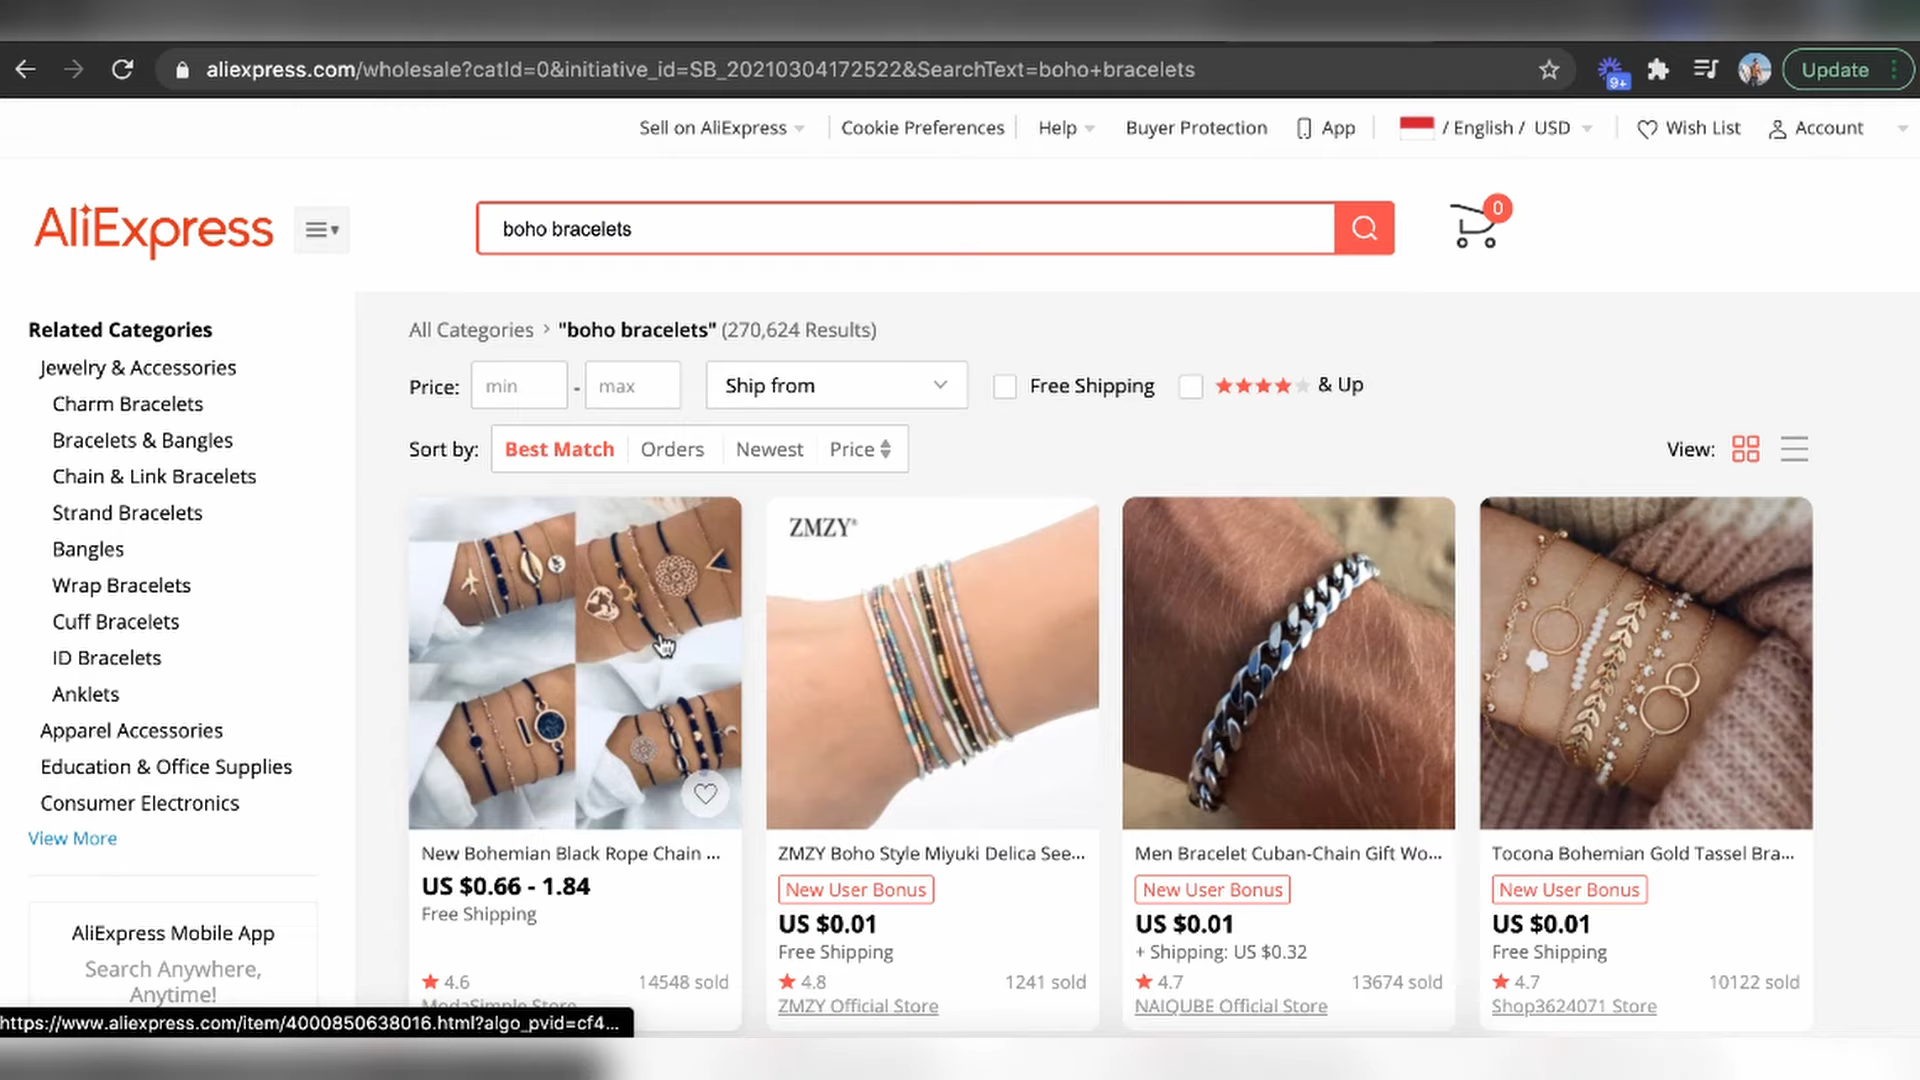 aliexpress.com/wholesale?catId=0&initiative_id=SB_20210304172522&SearchText=boho+bracelets
9+
Update
Sell on AliExpress
Cookie Preferences
Help
Buyer Protection
App
/ English / USD
Wish List
Account
AliExpress
boho bracelets
0
Related Categories
Jewelry & Accessories
Charm Bracelets
Bracelets & Bangles
Chain & Link Bracelets
Strand Bracelets
Bangles
Wrap Bracelets
Cuff Bracelets
ID Bracelets
Anklets
Apparel Accessories
Education & Office Supplies
Consumer Electronics
View More
AliExpress Mobile App
Search Anywhere,
Anytime!
All Categories > "boho bracelets" (270,624 Results)
Price: min - max
Ship from
Free Shipping
& Up
Sort by: Best Match Orders Newest Price
View:
New Bohemian Black Rope Chain ...
US $0.66 - 1.84
Free Shipping
4.6 14548 sold
ModaSimple Store
ZMZY®
ZMZY Boho Style Miyuki Delica See...
New User Bonus
US $0.01
Free Shipping
4.8 1241 sold
ZMZY Official Store
Men Bracelet Cuban-Chain Gift Wo...
New User Bonus
US $0.01
+ Shipping: US $0.32
4.7 13674 sold
NAIQUBE Official Store
Tocona Bohemian Gold Tassel Bra...
New User Bonus
US $0.01
Free Shipping
4.7 10122 sold
Shop3624071 Store
https://www.aliexpress.com/item/4000850638016.html?algo_pvid=cf4...